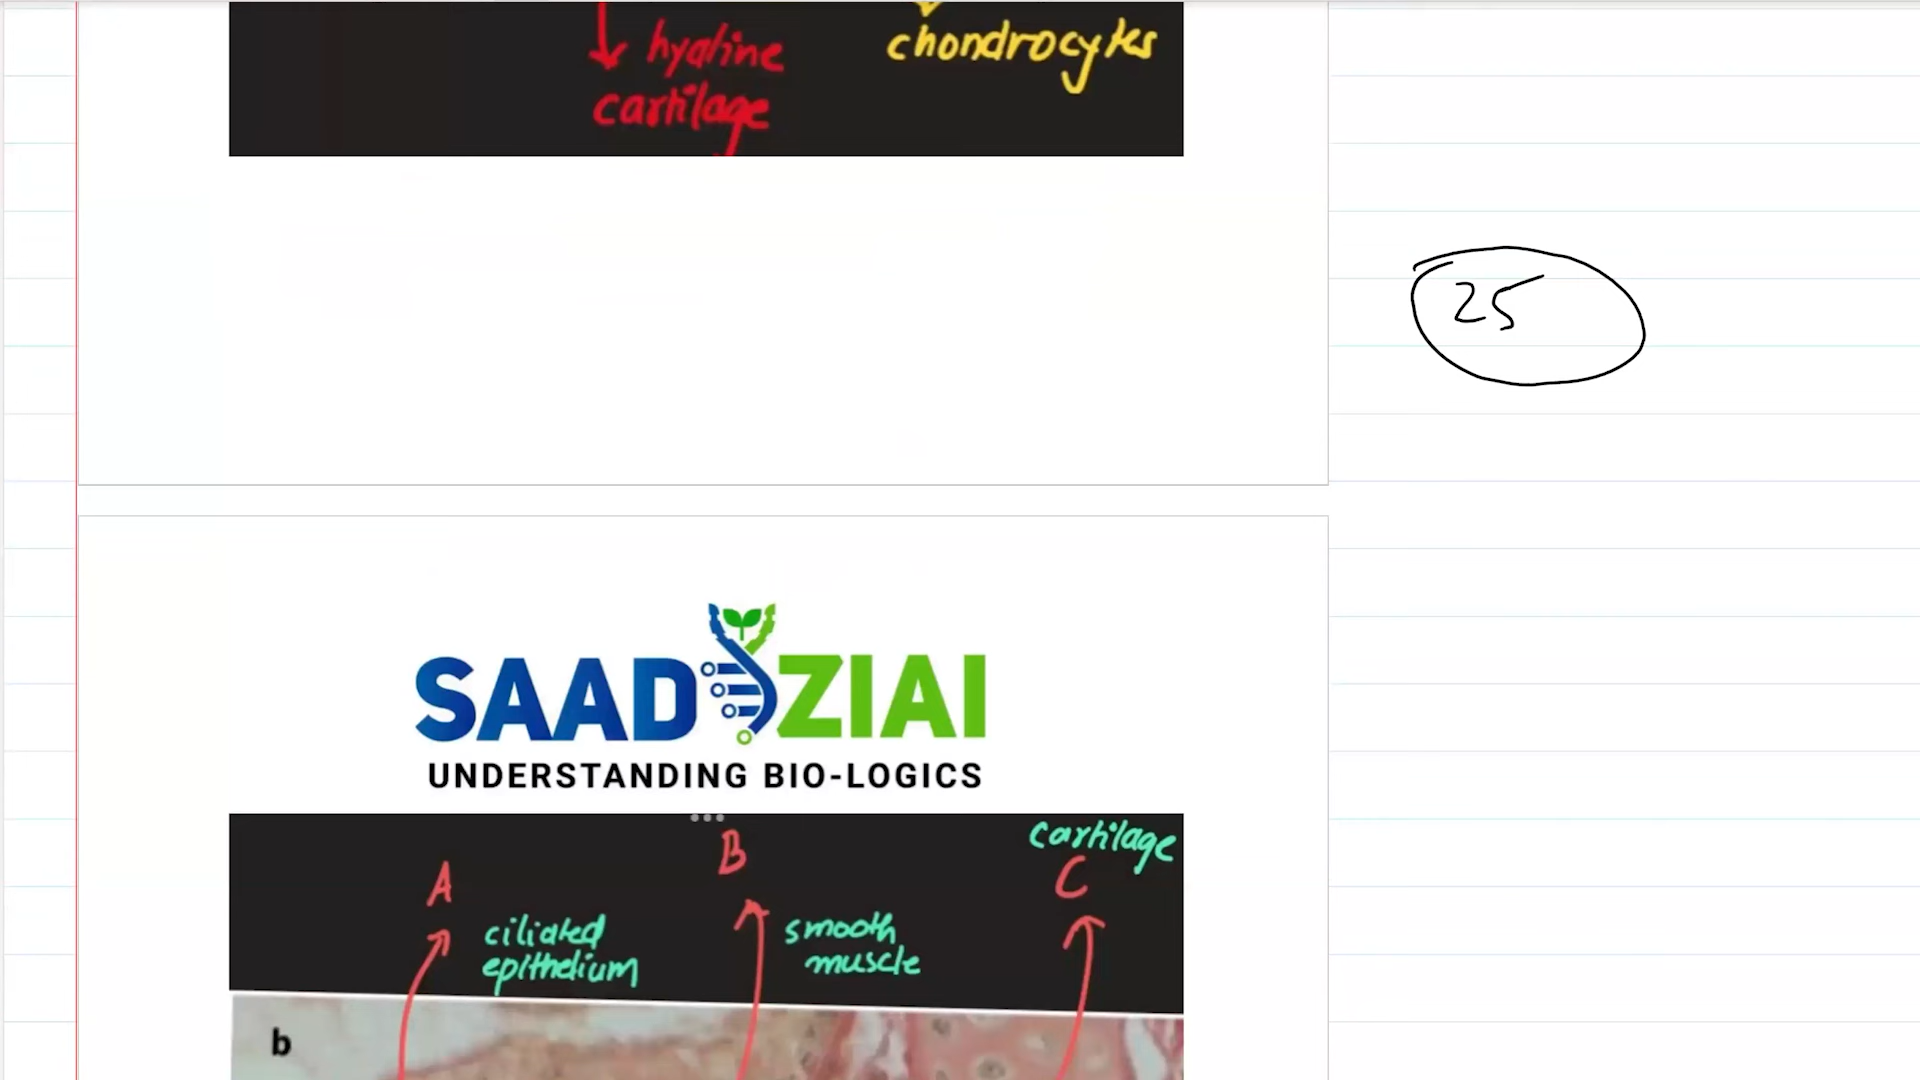 hyaline
cartilage
chondrocytes
25
SAAD ZIAI
UNDERSTANDING BIO-LOGICS
A
ciliated
epithelium
B
smooth
muscle
cartilage
C
b